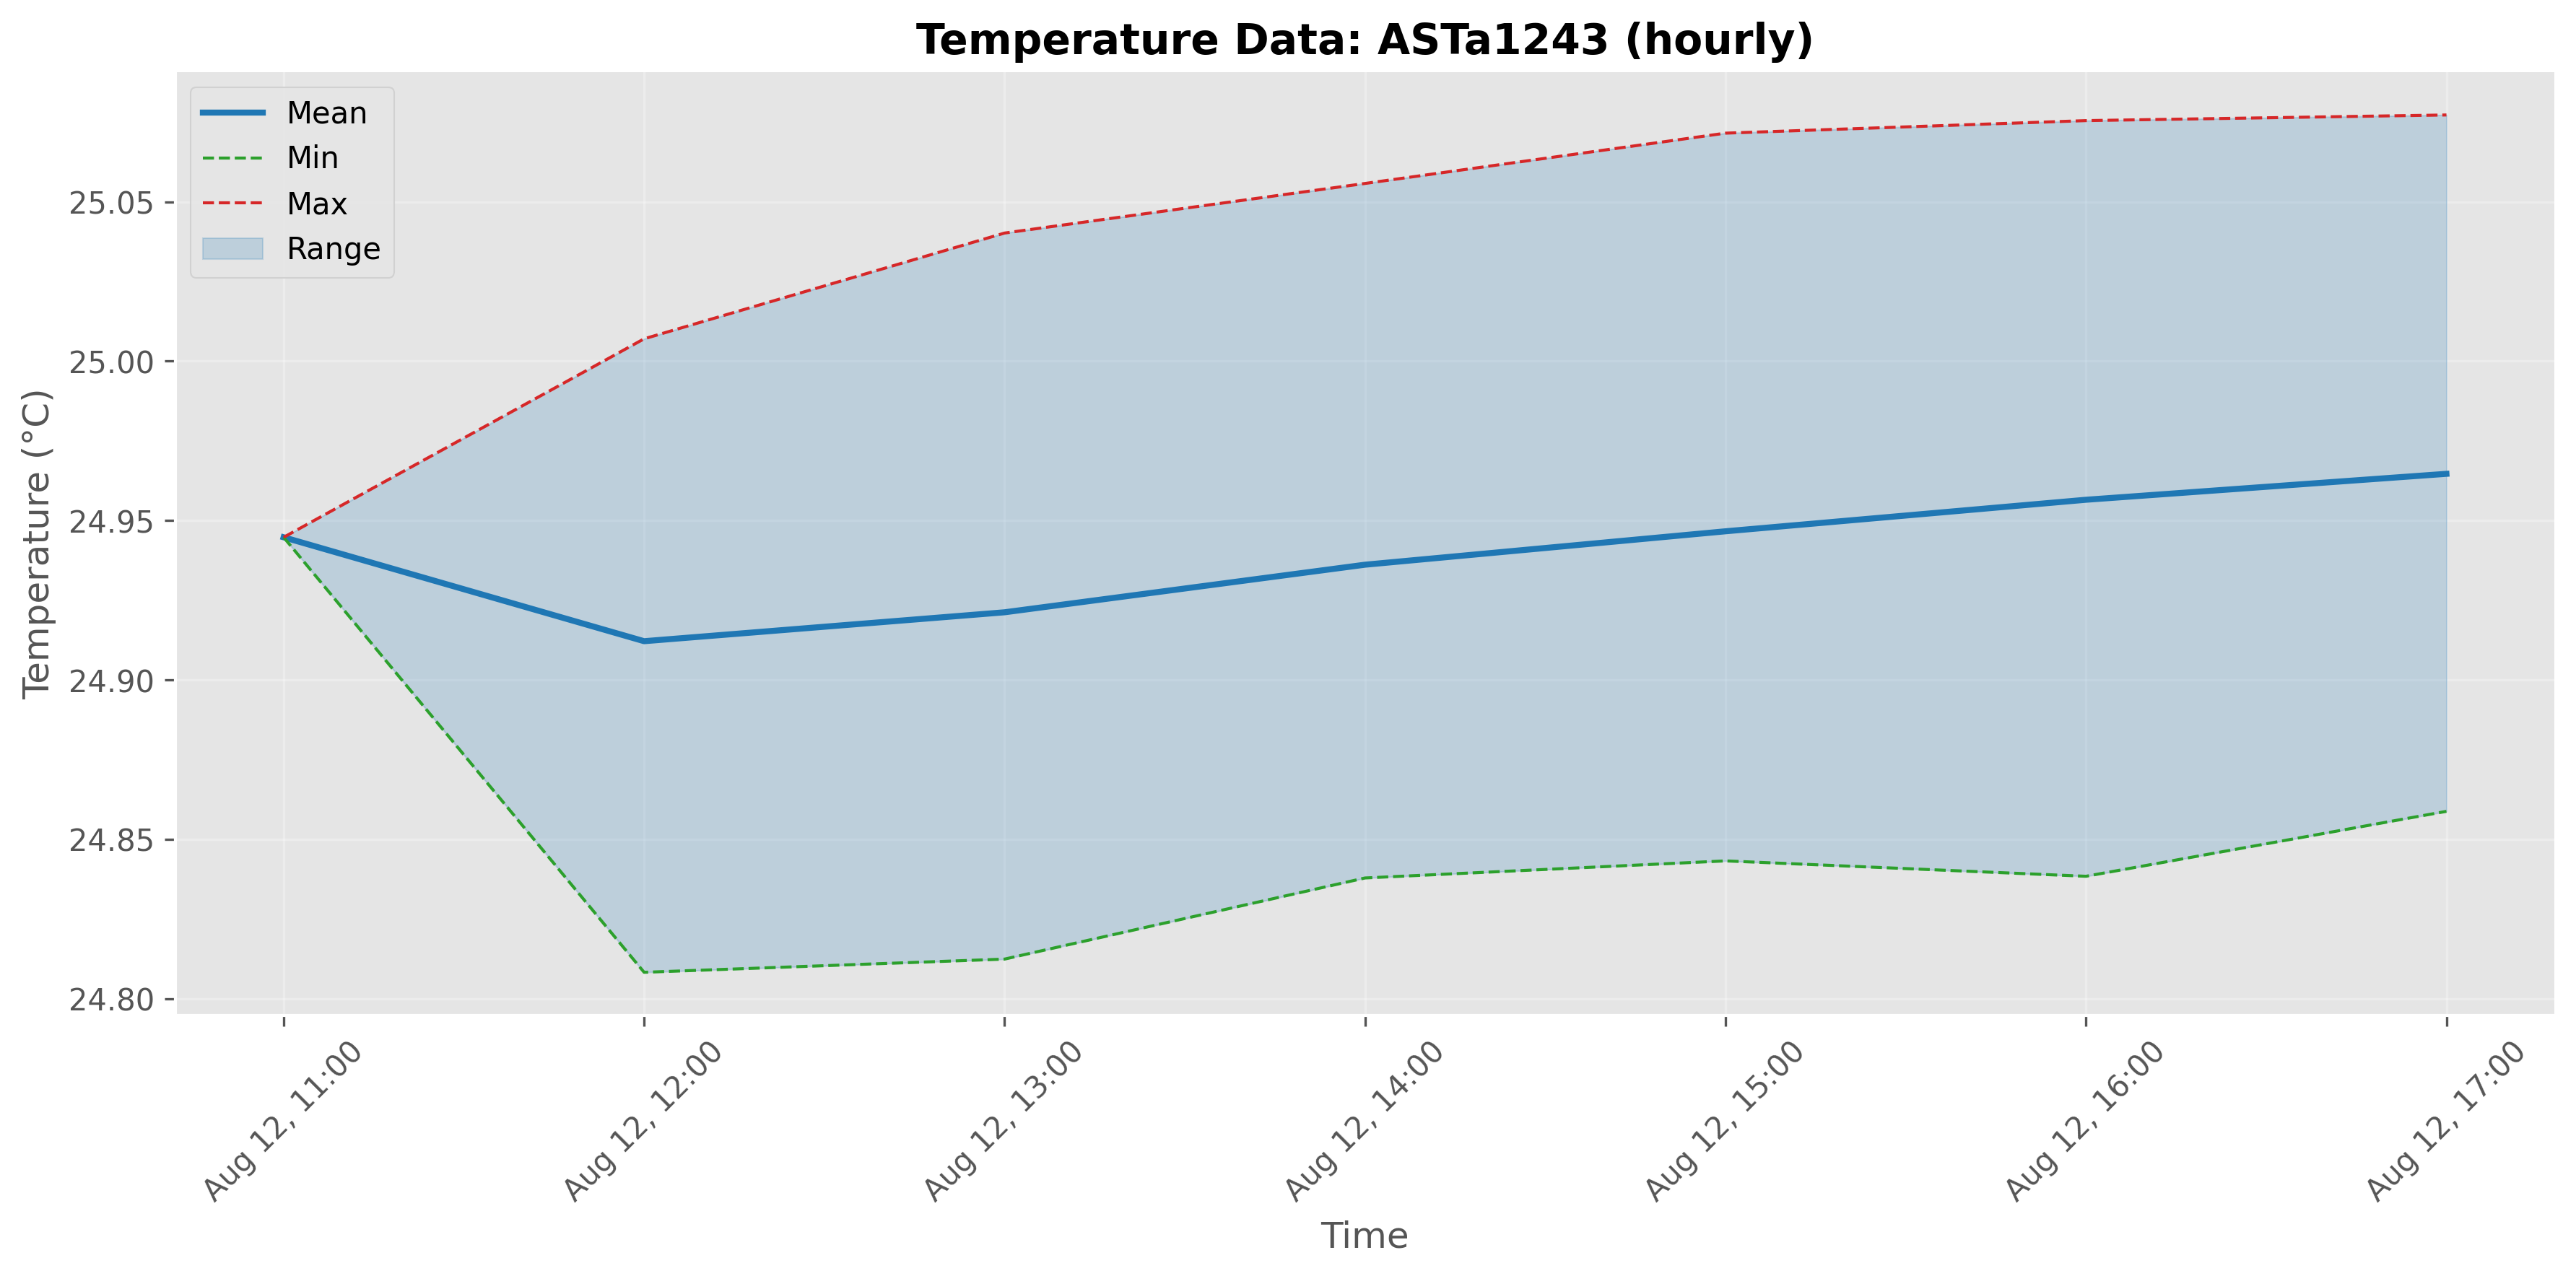 Temperature Data: ASTa1243 (hourly)
Mean
Min
Max
Range
Temperature (°C)
25.05
25.00
24.95
24.90
24.85
24.80
Aug 12, 11:00
Aug 12, 12:00
Aug 12, 13:00
Aug 12, 14:00
Aug 12, 15:00
Aug 12, 16:00
Aug 12, 17:00
Time